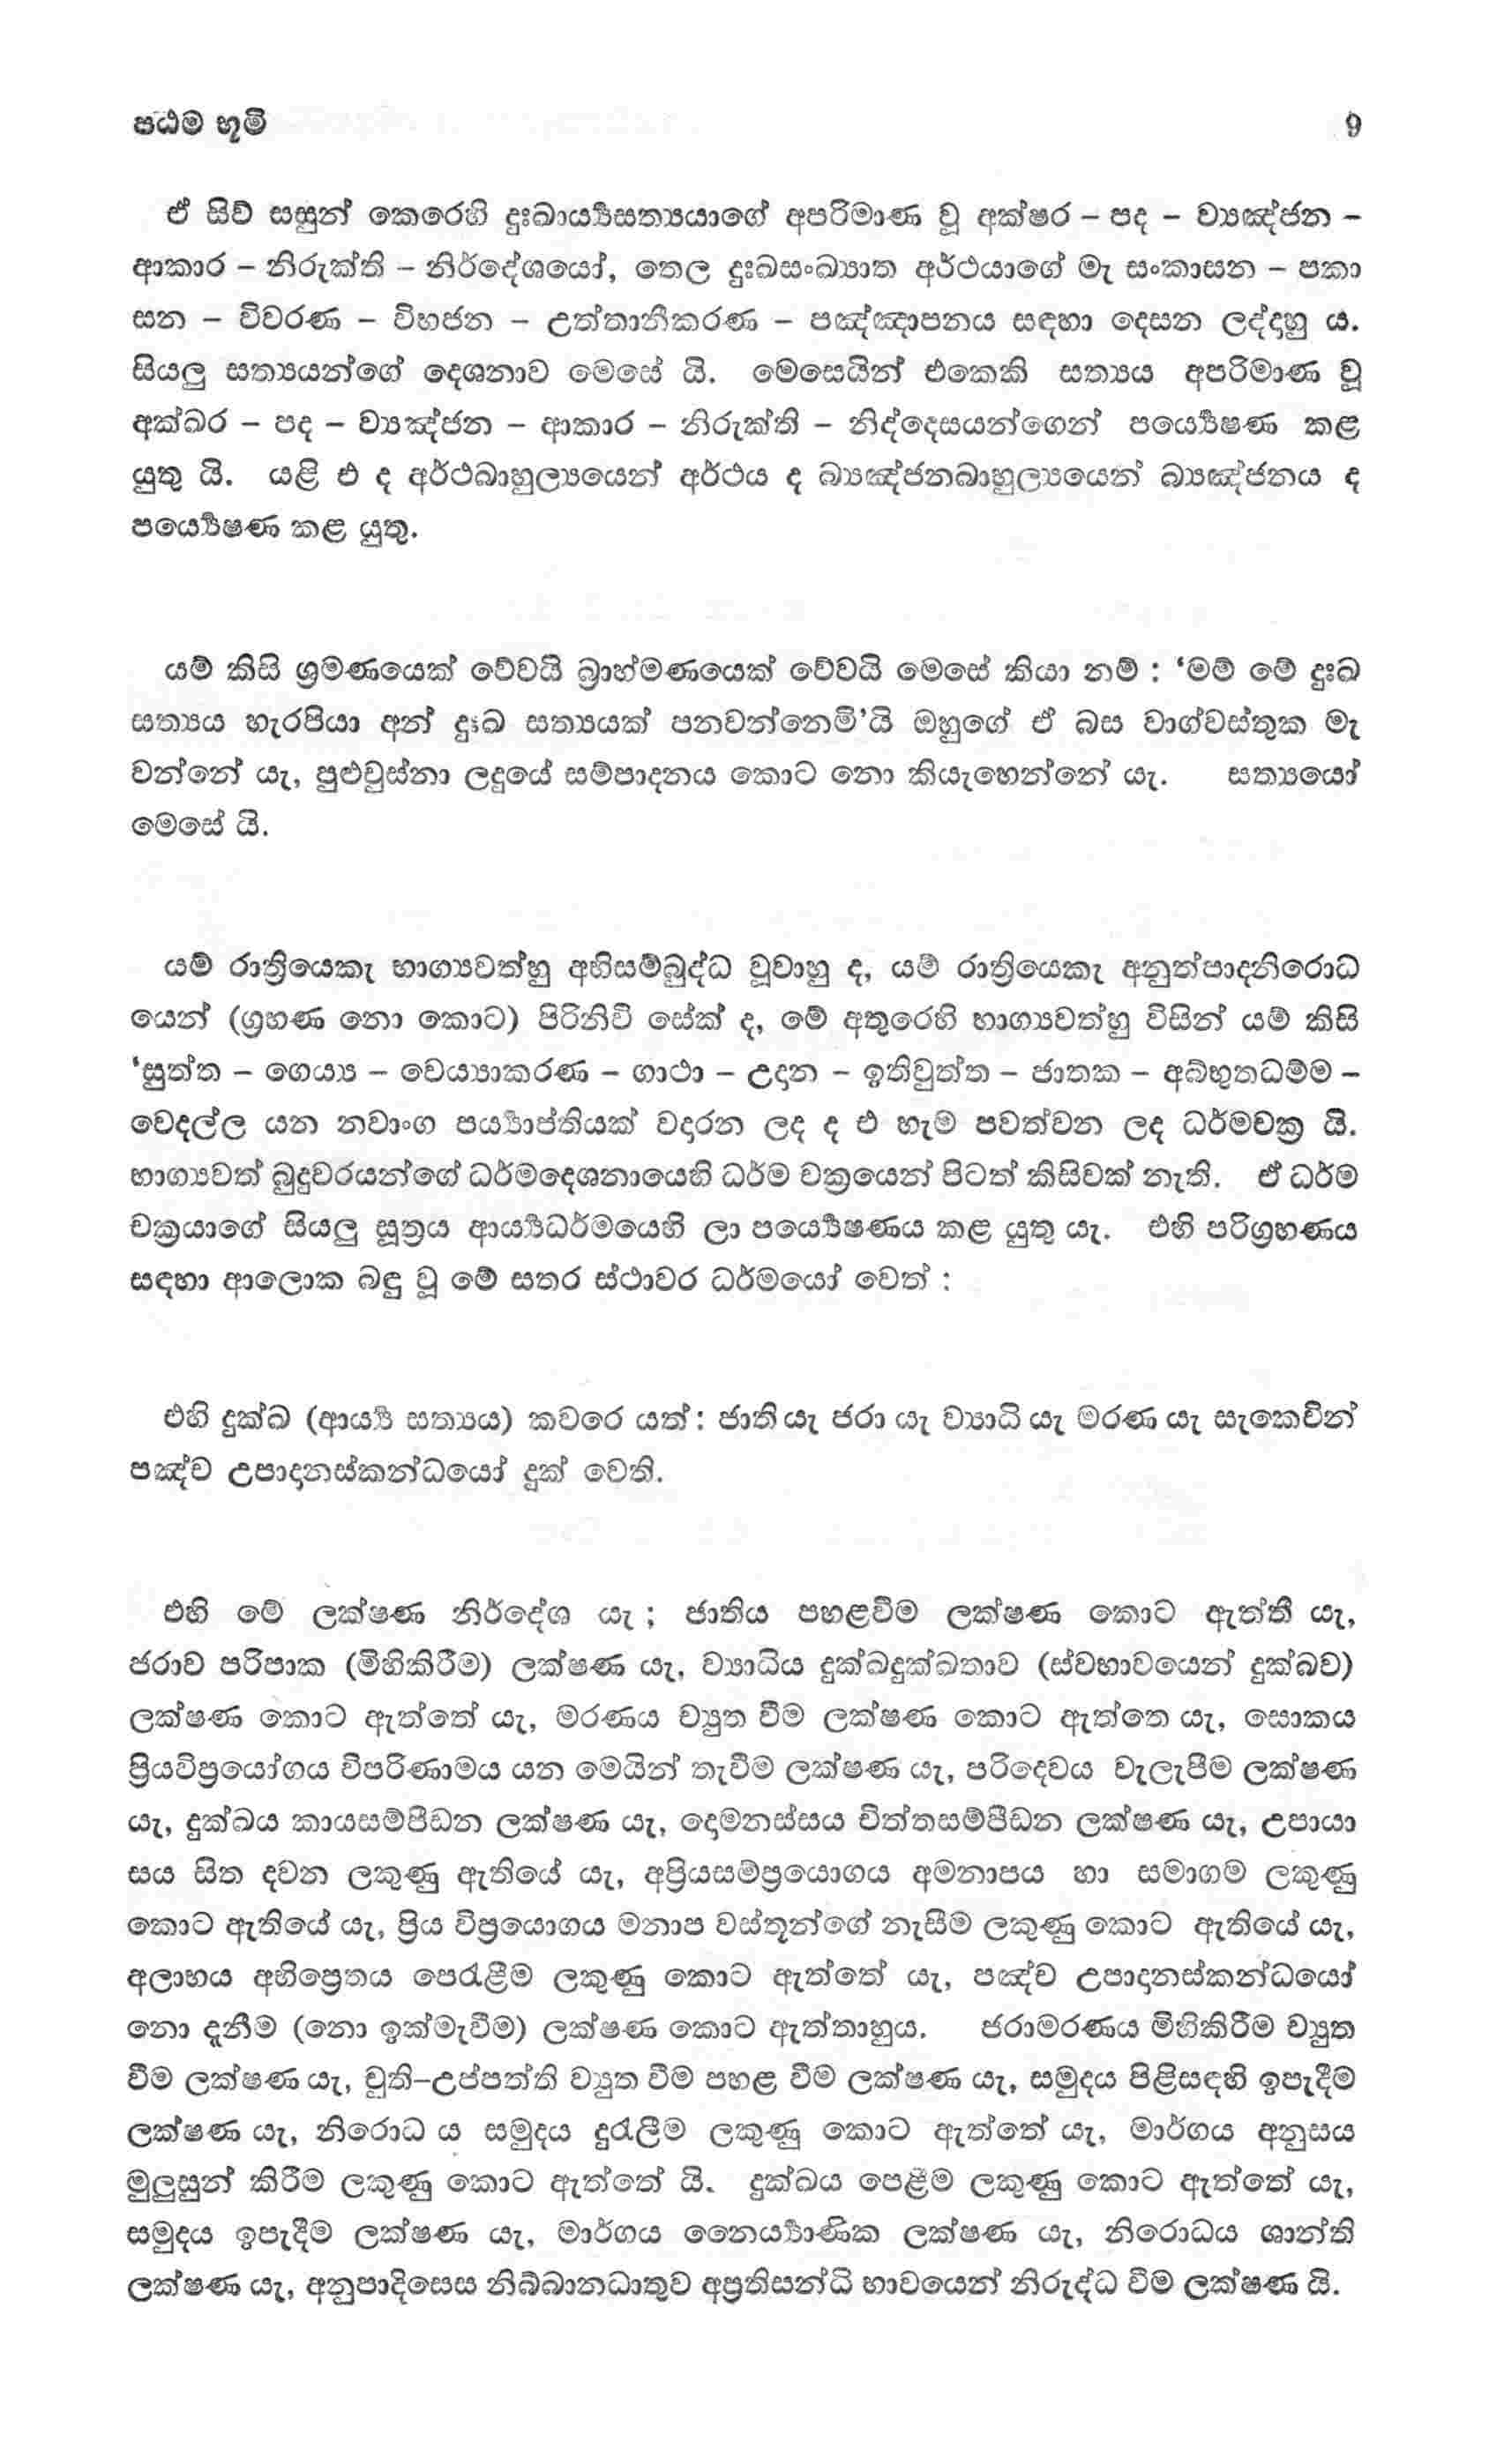 පඨම භූමි 9
ඒ සිව් සසුන් කෙරෙහි දුඃඛාර්‍ය්‍යසත්‍යයාගේ අපරිමාණ වූ අක්ෂර – පද – ව්‍යඤ්ජන –
ආකාර – නිරුක්ති – නිර්දේශයෝ, තෙල දුඃඛසංඛ්‍යාත අර්ථයාගේ මැ සංකාසන – පකා
සන – විවරණ – විභජන – උත්තානීකරණ – පඤ්ඤාපනය සඳහා දෙසන ලද්දාහු ය.
සියලු සත්‍යයන්ගේ දෙශනාව මෙසේ යි. මෙසෙයින් එකෙකි සත්‍යය අපරිමාණ වූ
අක්ඛර – පද – ව්‍යඤ්ජන – ආකාර – නිරුක්ති – නිද්දෙසයන්ගෙන් පර්‍ය්‍යෙෂණ කළ
යුතු යි. යළි එ ද අර්ථබාහුල්‍යයෙන් අර්ථය ද බ්‍යඤ්ජනබාහුල්‍යයෙන් බ්‍යඤ්ජනය ද
පර්‍ය්‍යෙෂණ කළ යුතු.
යම් කිසි ශ්‍රමණයෙක් වේවයි බ්‍රාහ්මණයෙක් වේවයි මෙසේ කියා නම් : ‘මම් මේ දුඃඛ
සත්‍යය හැරපියා අන් දුඃඛ සත්‍යයක් පනවන්නෙමි’යි ඔහුගේ ඒ බස වාග්වස්තුක මැ
වන්නේ යැ, පුළුවුස්නා ලදුයේ සම්පාදනය කොට නො කියැහෙන්නේ යැ. සත්‍යයෝ
මෙසේ යි.
යම් රාත්‍රියෙකැ භාග්‍යවත්හු අභිසම්බුද්ධ වූවාහු ද, යම් රාත්‍රියෙකැ අනුත්පාදනිරොධ
යෙන් (ග්‍රහණ නො කොට) පිරිනිවි සේක් ද, මේ අතුරෙහි භාග්‍යවත්හු විසින් යම් කිසි
‘සුත්ත – ගෙය්‍ය – වෙය්‍යාකරණ – ගාථා – උදාන – ඉතිවුත්ත – ජාතක – අබ්භුතධම්ම –
වෙදල්ල යන නවාංග පර්‍ය්‍යාප්තියක් වදාරන ලද ද එ හැම පවත්වන ලද ධර්මචක්‍ර යි.
භාග්‍යවත් බුදුවරයන්ගේ ධර්මදෙශනායෙහි ධර්ම චක්‍රයෙන් පිටත් කිසිවක් නැති. ඒ ධර්ම
චක්‍රයාගේ සියලු සූත්‍රය ආර්‍ය්‍යධර්මයෙහි ලා පර්‍ය්‍යෙෂණය කළ යුතු යැ. එහි පරිග්‍රහණය
සඳහා ආලොක බඳු වූ මේ සතර ස්ථාවර ධර්මයෝ වෙත් :
එහි දුක්ඛ (ආර්‍ය්‍ය සත්‍යය) කවරෙ යත් : ජාති යැ ජරා යැ ව්‍යාධි යැ මරණ යැ සැකෙවින්
පඤ්ච උපාදානස්කන්ධයෝ දුක් වෙති.
එහි මේ ලක්ෂණ නිර්දේශ යැ ; ජාතිය පහළවීම ලක්ෂණ කොට ඇත්තී යැ,
ජරාව පරිපාක (මිහිකිරීම) ලක්ෂණ යැ, ව්‍යාධිය දුක්ඛදුක්ඛතාව (ස්වභාවයෙන් දුක්බව)
ලක්ෂණ කොට ඇත්තේ යැ, මරණය ච්‍යුත වීම ලක්ෂණ කොට ඇත්තෙ යැ, සොකය
ප්‍රියවිප්‍රයෝගය විපරිණාමය යන මෙයින් තැවීම ලක්ෂණ යැ, පරිදෙවය වැලැපීම ලක්ෂණ
යැ, දුක්ඛය කායසම්පීඩන ලක්ෂණ යැ, දොමනස්සය චිත්තසම්පීඩන ලක්ෂණ යැ, උපායා
සය සිත දවන ලකුණු ඇතියේ යැ, අප්‍රියසම්ප්‍රයොගය අමනාපය හා සමාගම ලකුණු
කොට ඇතියේ යැ, ප්‍රිය විප්‍රයොගය මනාප වස්තූන්ගේ නැසීම ලකුණු කොට ඇතියේ යැ,
අලාභය අභිප්‍රෙතය පෙරැළීම ලකුණු කොට ඇත්තේ යැ, පඤ්ච උපාදානස්කන්ධයෝ
නො දැනීම (නො ඉක්මැවීම) ලක්ෂණ කොට ඇත්තාහුය. ජරාමරණය මිහිකිරීම ච්‍යුත
වීම ලක්ෂණ යැ, චුති–උප්පත්ති ච්‍යුත වීම පහළ වීම ලක්ෂණ යැ, සමුදය පිළිසඳහි ඉපැදීම
ලක්ෂණ යැ, නිරොධ ය සමුදය දුරැලීම ලකුණු කොට ඇත්තේ යැ, මාර්ගය අනුසය
මුලුසුන් කිරීම ලකුණු කොට ඇත්තේ යි. දුක්ඛය පෙළීම ලකුණු කොට ඇත්තේ යැ,
සමුදය ඉපැදීම ලක්ෂණ යැ, මාර්ගය නෛර්‍ය්‍යාණික ලක්ෂණ යැ, නිරොධය ශාන්ති
ලක්ෂණ යැ, අනුපාදිසෙස නිබ්බානධාතුව අප්‍රතිසන්ධි භාවයෙන් නිරුද්ධ වීම ලක්ෂණ යි.